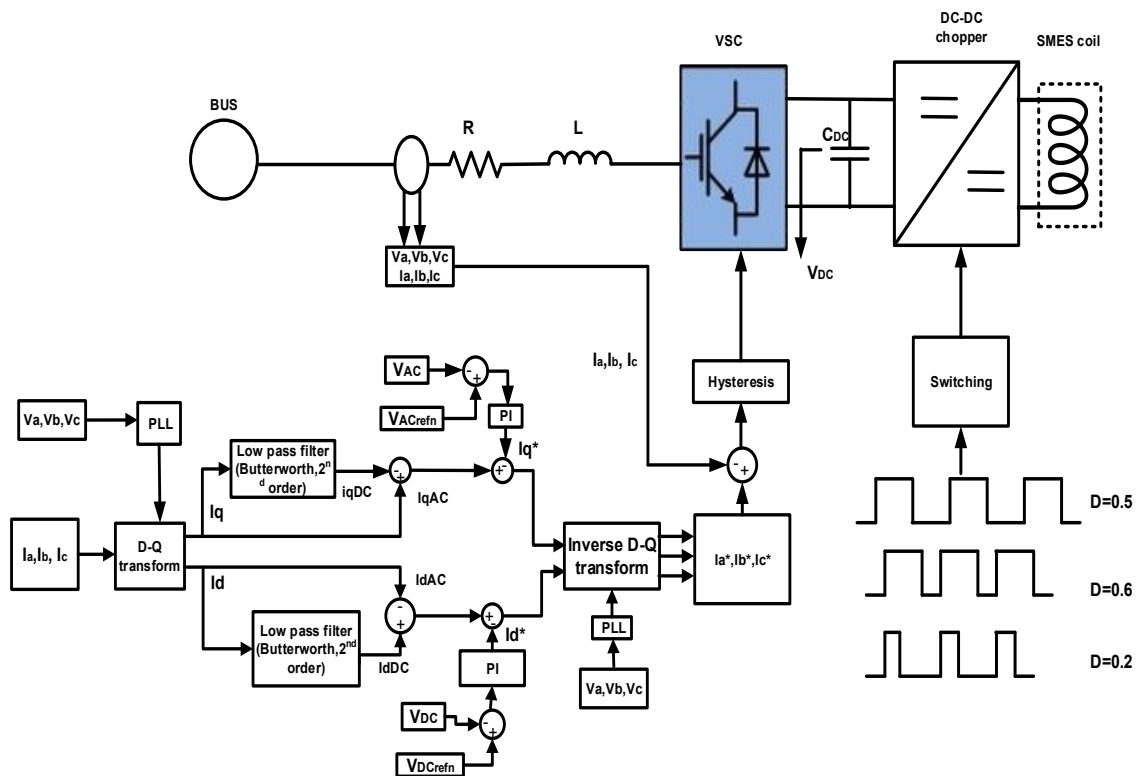 DC-DC
chopper
VSC
SMES coil
BUS
R
L
CDC
VDC
Va,Vb,Vc
Ia,Ib,Ic
Ia,Ib, Ic
Hysteresis
Switching
VAC
-
+
VACrefn
PI
Iq*
Va,Vb,Vc
PLL
Low pass filter
(Butterworth,2n
d order)
iqDC
-
+
IqAC
+
-
Iq
Ia,Ib, Ic
D-Q
transform
Id
IdAC
-
+
Low pass filter
(Butterworth,2nd
order)
IdDC
+
-
Id*
PI
VDC
-
+
VDCrefn
Inverse D-Q
transform
PLL
Va,Vb,Vc
Ia*,Ib*,Ic*
-
+
D=0.5
D=0.6
D=0.2